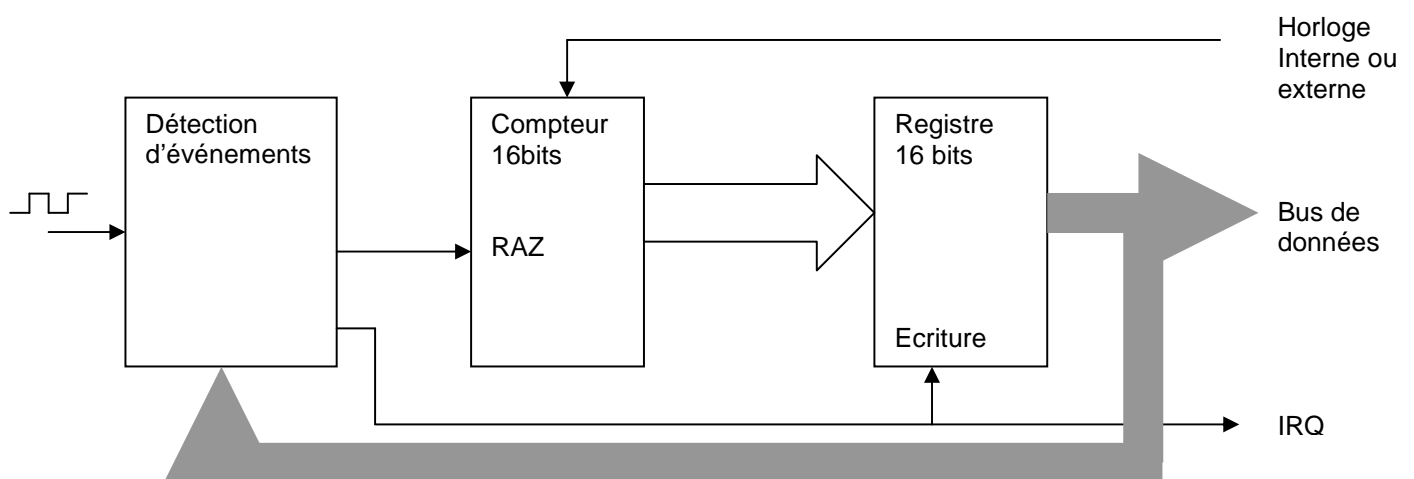 Horloge
Interne ou
externe
Détection
d'événements
Compteur
16bits
RAZ
Registre
16 bits
Ecriture
Bus de
données
IRQ